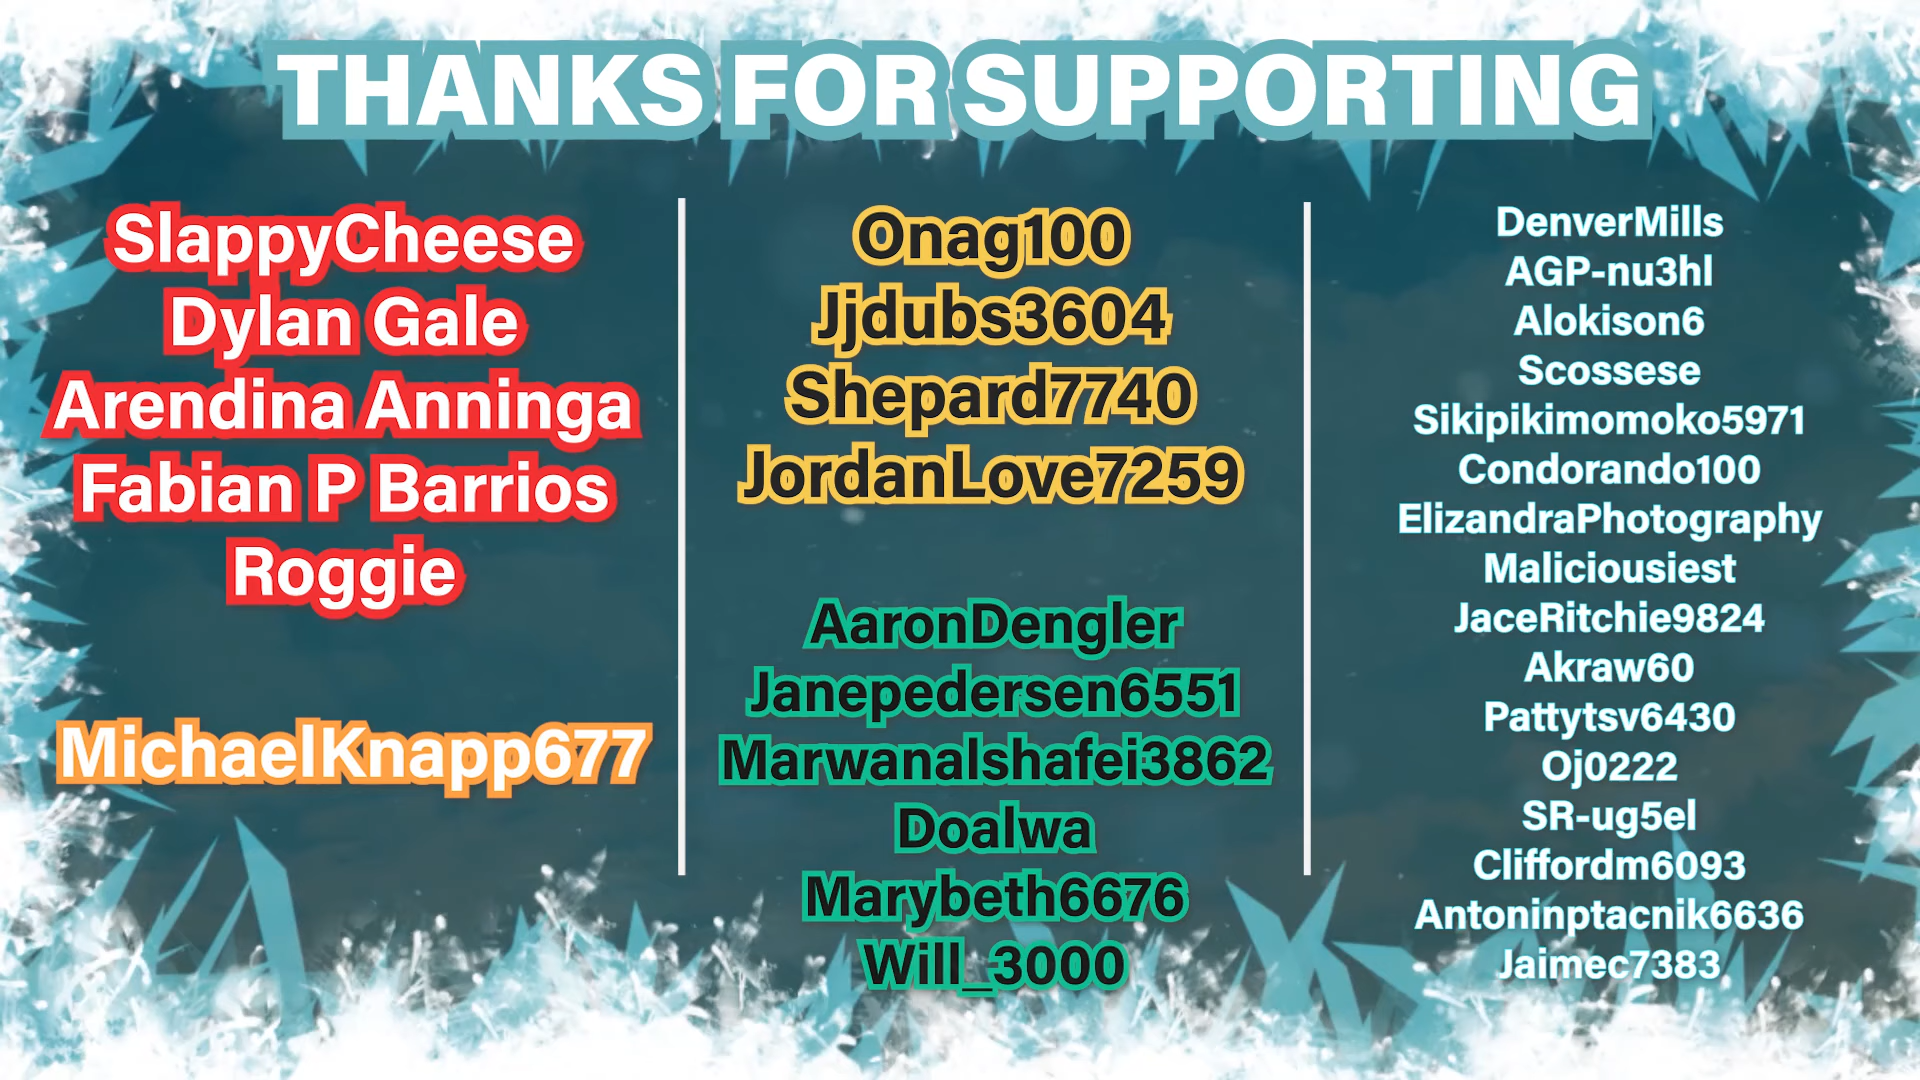 THANKS FOR SUPPORTING
SlappyCheese
Dylan Gale
Arendina Anninga
Fabian P Barrios
Roggie
MichaelKnapp677
Onag100
Jjdubs3604
Shepard7740
JordanLove7259
AaronDengler
Janepedersen6551
Marwanalshafei3862
Doalwa
Marybeth6676
Will_3000
DenverMills
AGP-nu3hl
Alokison6
Scossese
Sikipikimomoko5971
Condorando100
ElizandraPhotography
Maliciousiest
JaceRitchie9824
Akraw60
Pattytsv6430
Oj0222
SR-ug5el
Cliffordm6093
Antoninptacnik6636
Jaimec7383